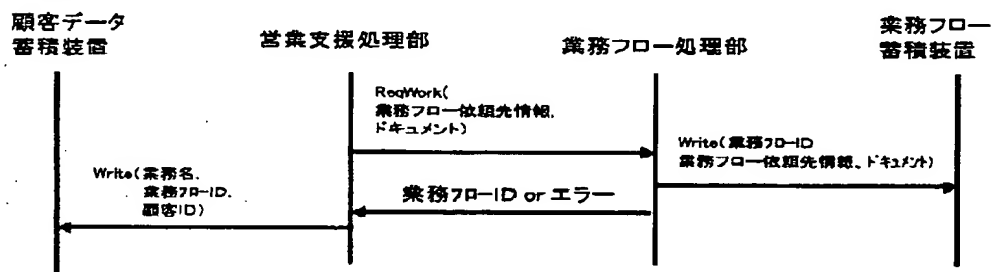 顧客データ
蓄積装置
営業支援処理部
業務フロー処理部
業務フロー
蓄積装置
ReqWork(
業務フロー依頼先情報,
ドキュメント)
Write(業務フローID
業務フロー依頼先情報、ドキュメント)
Write(業務名,
業務フローID,
顧客ID)
業務フローID or エラー